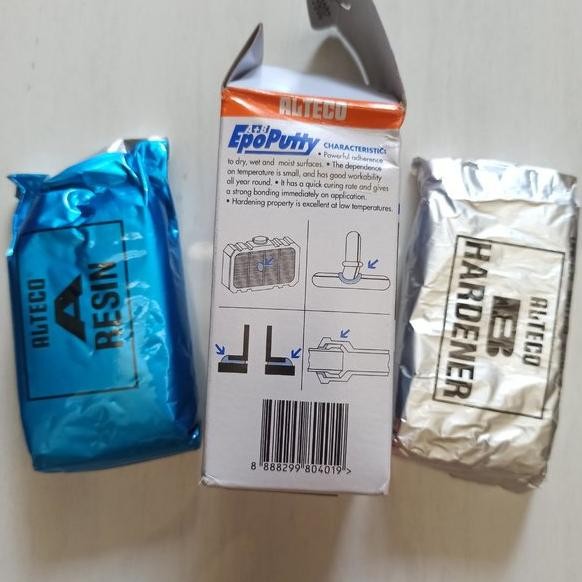 ALTECO
A+B
EpoPutty
CHARACTERISTICS
• Powerful adherence
to dry, wet and moist surfaces. • The dependence
on temperature is small, and has good workability
all year round. • It has a quick curing rate and gives
a strong bonding immediately on application.
• Hardening property is excellent at low temperatures.
8 888299 804019 >
ALTECO
A
RESIN
ALTECO
B
HARDENER